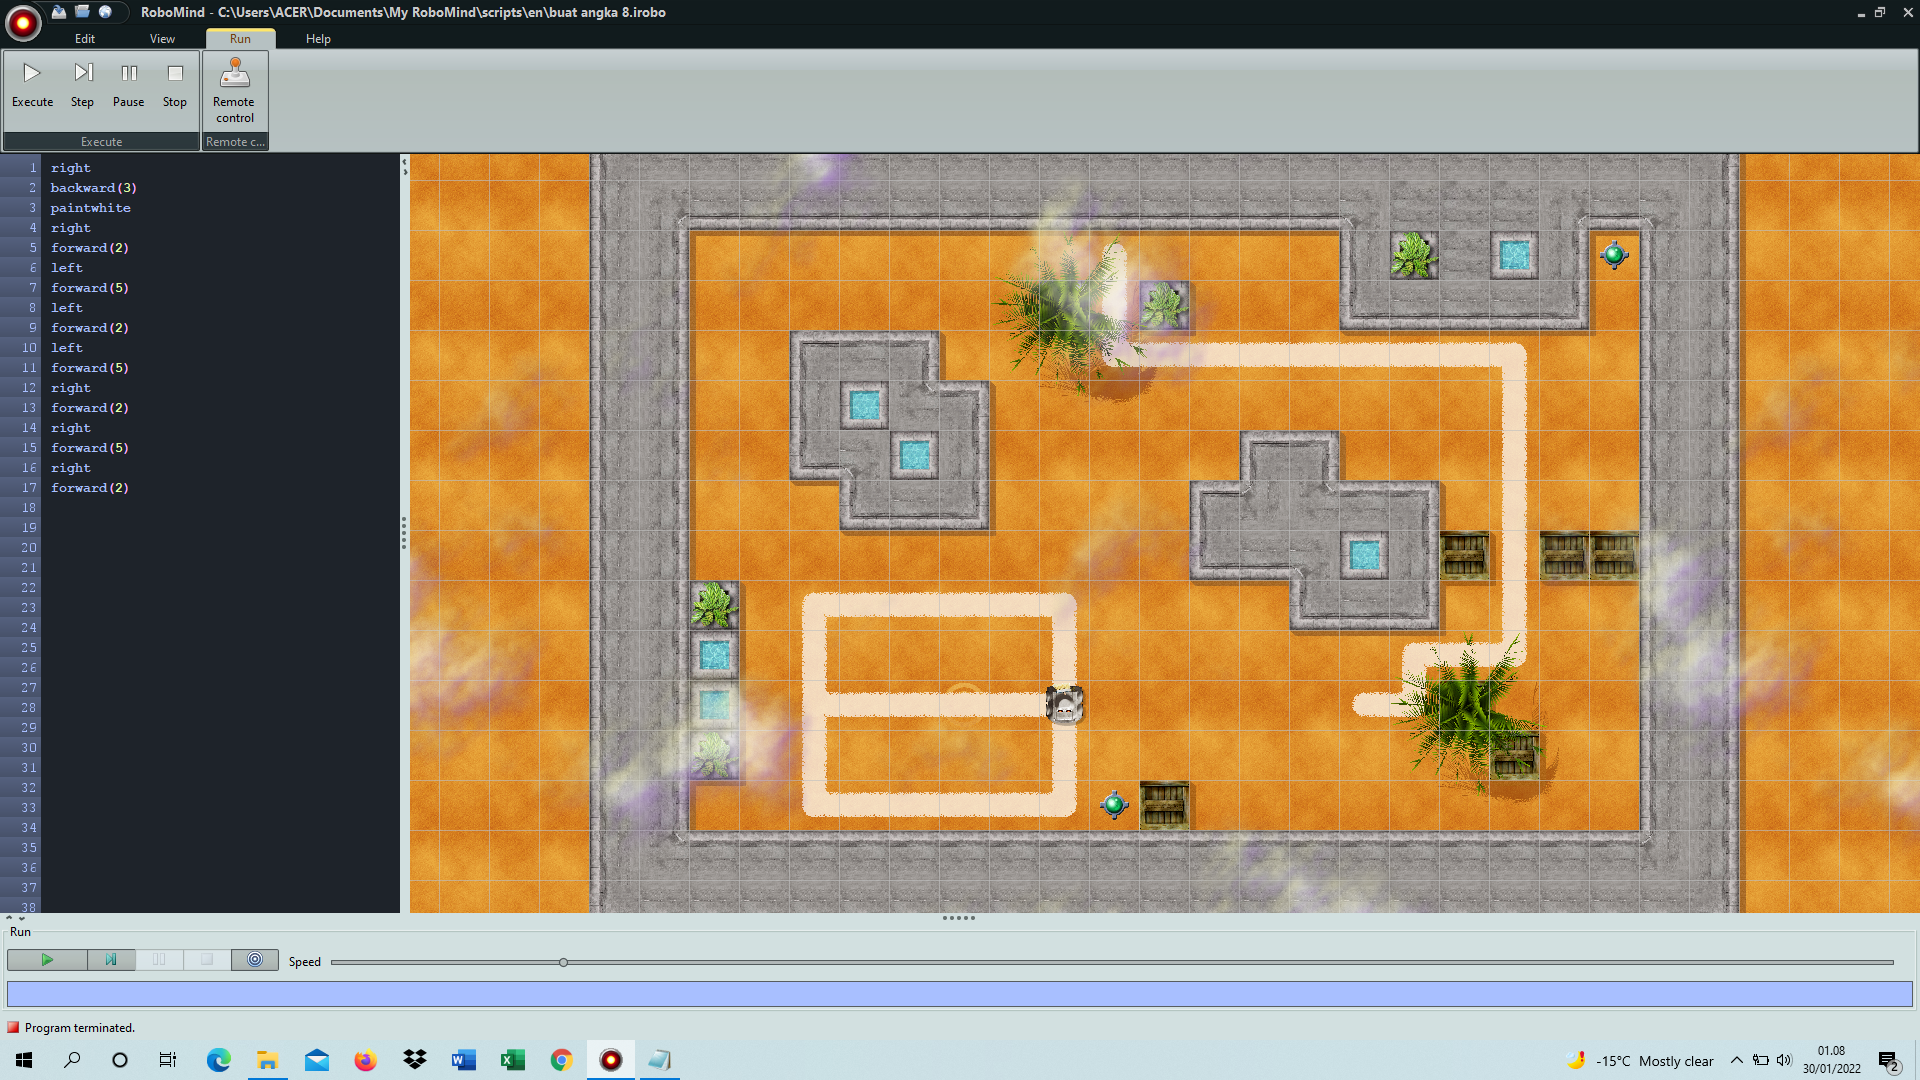 RoboMind - C:\Users\ACER\Documents\My RoboMind\scripts\en\buat angka 8.irobo
Edit View Run Help
Execute Step Pause Stop Remote control
Execute Remote c...
1 right
2 backward(3)
3 paintwhite
4 right
5 forward(2)
6 left
7 forward(5)
8 left
9 forward(2)
10 left
11 forward(5)
12 right
13 forward(2)
14 right
15 forward(5)
16 right
17 forward(2)
18
19
20
21
22
23
24
25
26
27
28
29
30
31
32
33
34
35
36
37
38
Run
Speed
Program terminated.
-15°C Mostly clear
01.08
30/01/2022
2